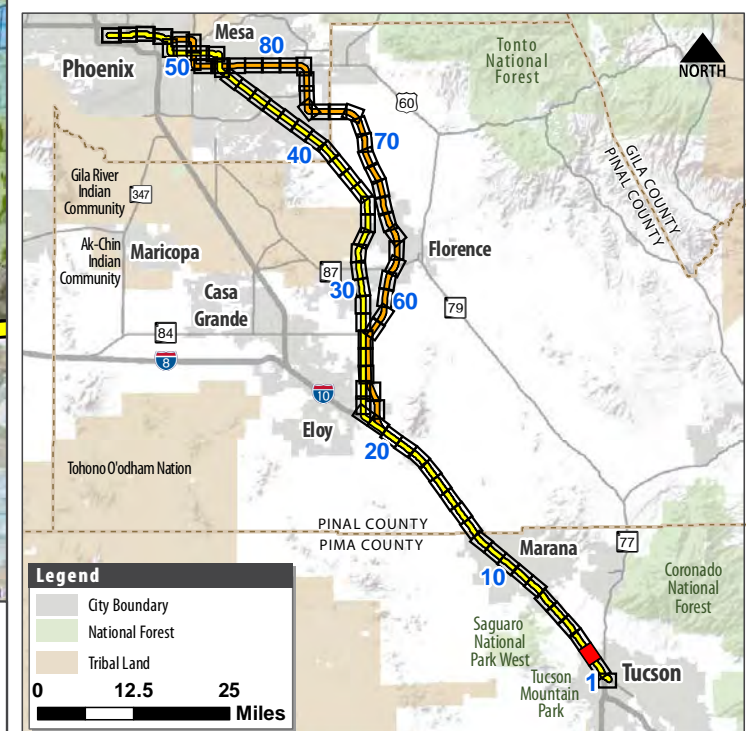 Mesa
80
Tonto
National
Forest
NORTH
Phoenix
50
60
70
40
GILA COUNTY
PINAL COUNTY
Gila River
Indian
Community
347
Ak-Chin
Indian
Community
Maricopa
Florence
87
30
Casa
Grande
60
79
84
8
10
Eloy
20
Tohono O'odham Nation
PINAL COUNTY
PIMA COUNTY
Marana
77
10
Coronado
National
Forest
Saguaro
National
Park West
Tucson
Mountain
Park
1
Tucson
Legend
City Boundary
National Forest
Tribal Land
0 12.5 25
Miles